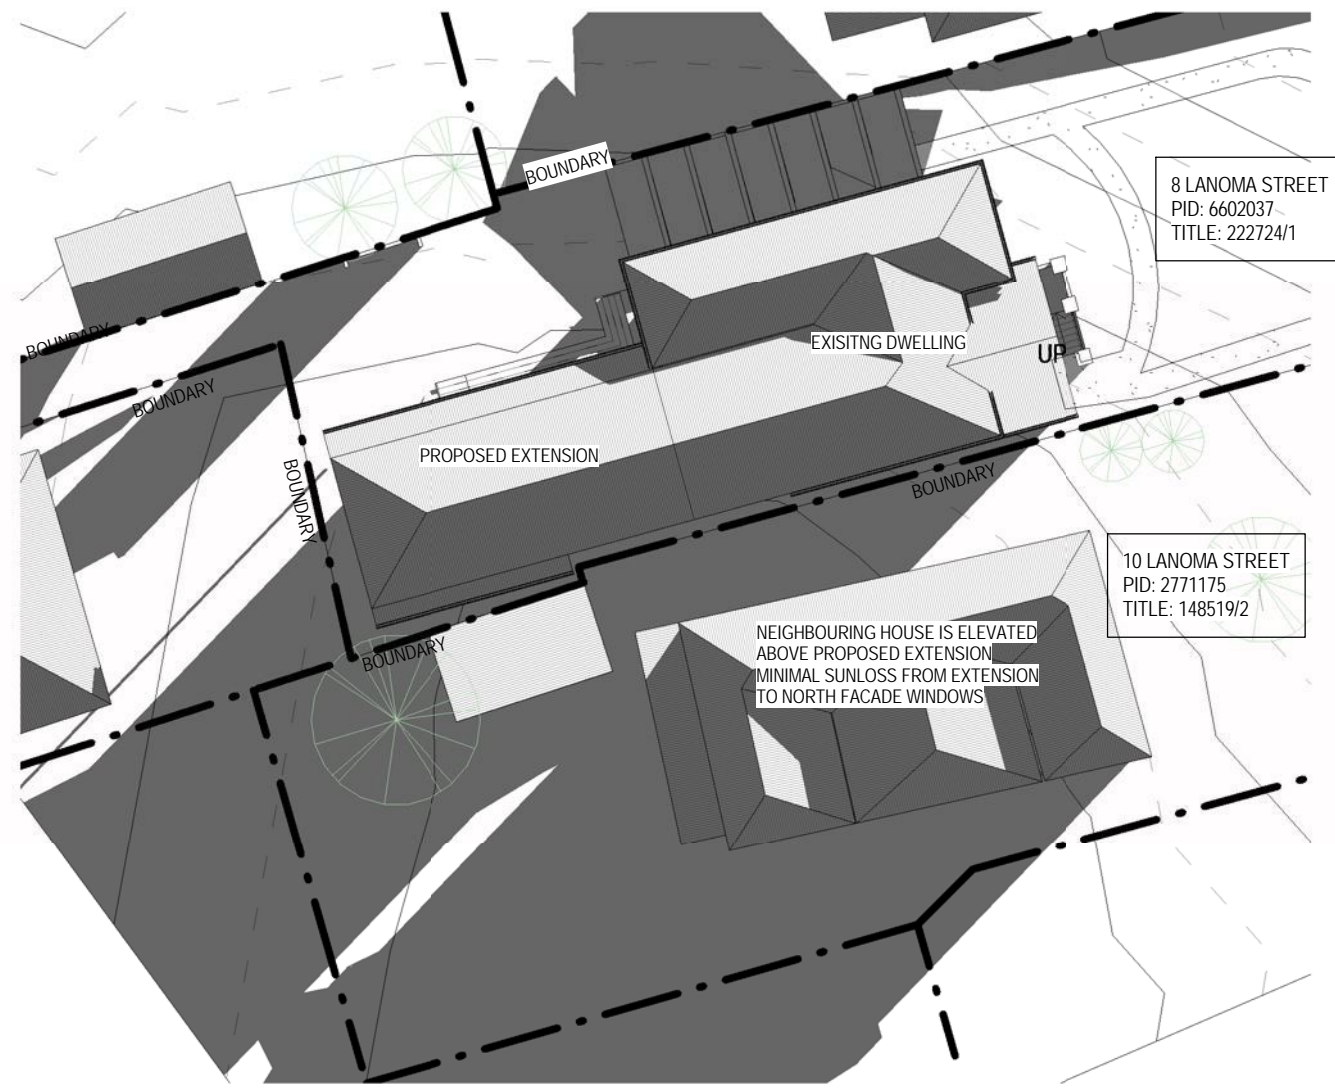 BOUNDARY
8 LANOMA STREET
PID: 6602037
TITLE: 222724/1
BOUNDARY
EXISITNG DWELLING
UP
BOUNDARY
PROPOSED EXTENSION
BOUNDARY
BOUNDARY
10 LANOMA STREET
PID: 2771175
TITLE: 148519/2
NEIGHBOURING HOUSE IS ELEVATED
ABOVE PROPOSED EXTENSION
MINIMAL SUNLOSS FROM EXTENSION
TO NORTH FACADE WINDOWS
BOUNDARY